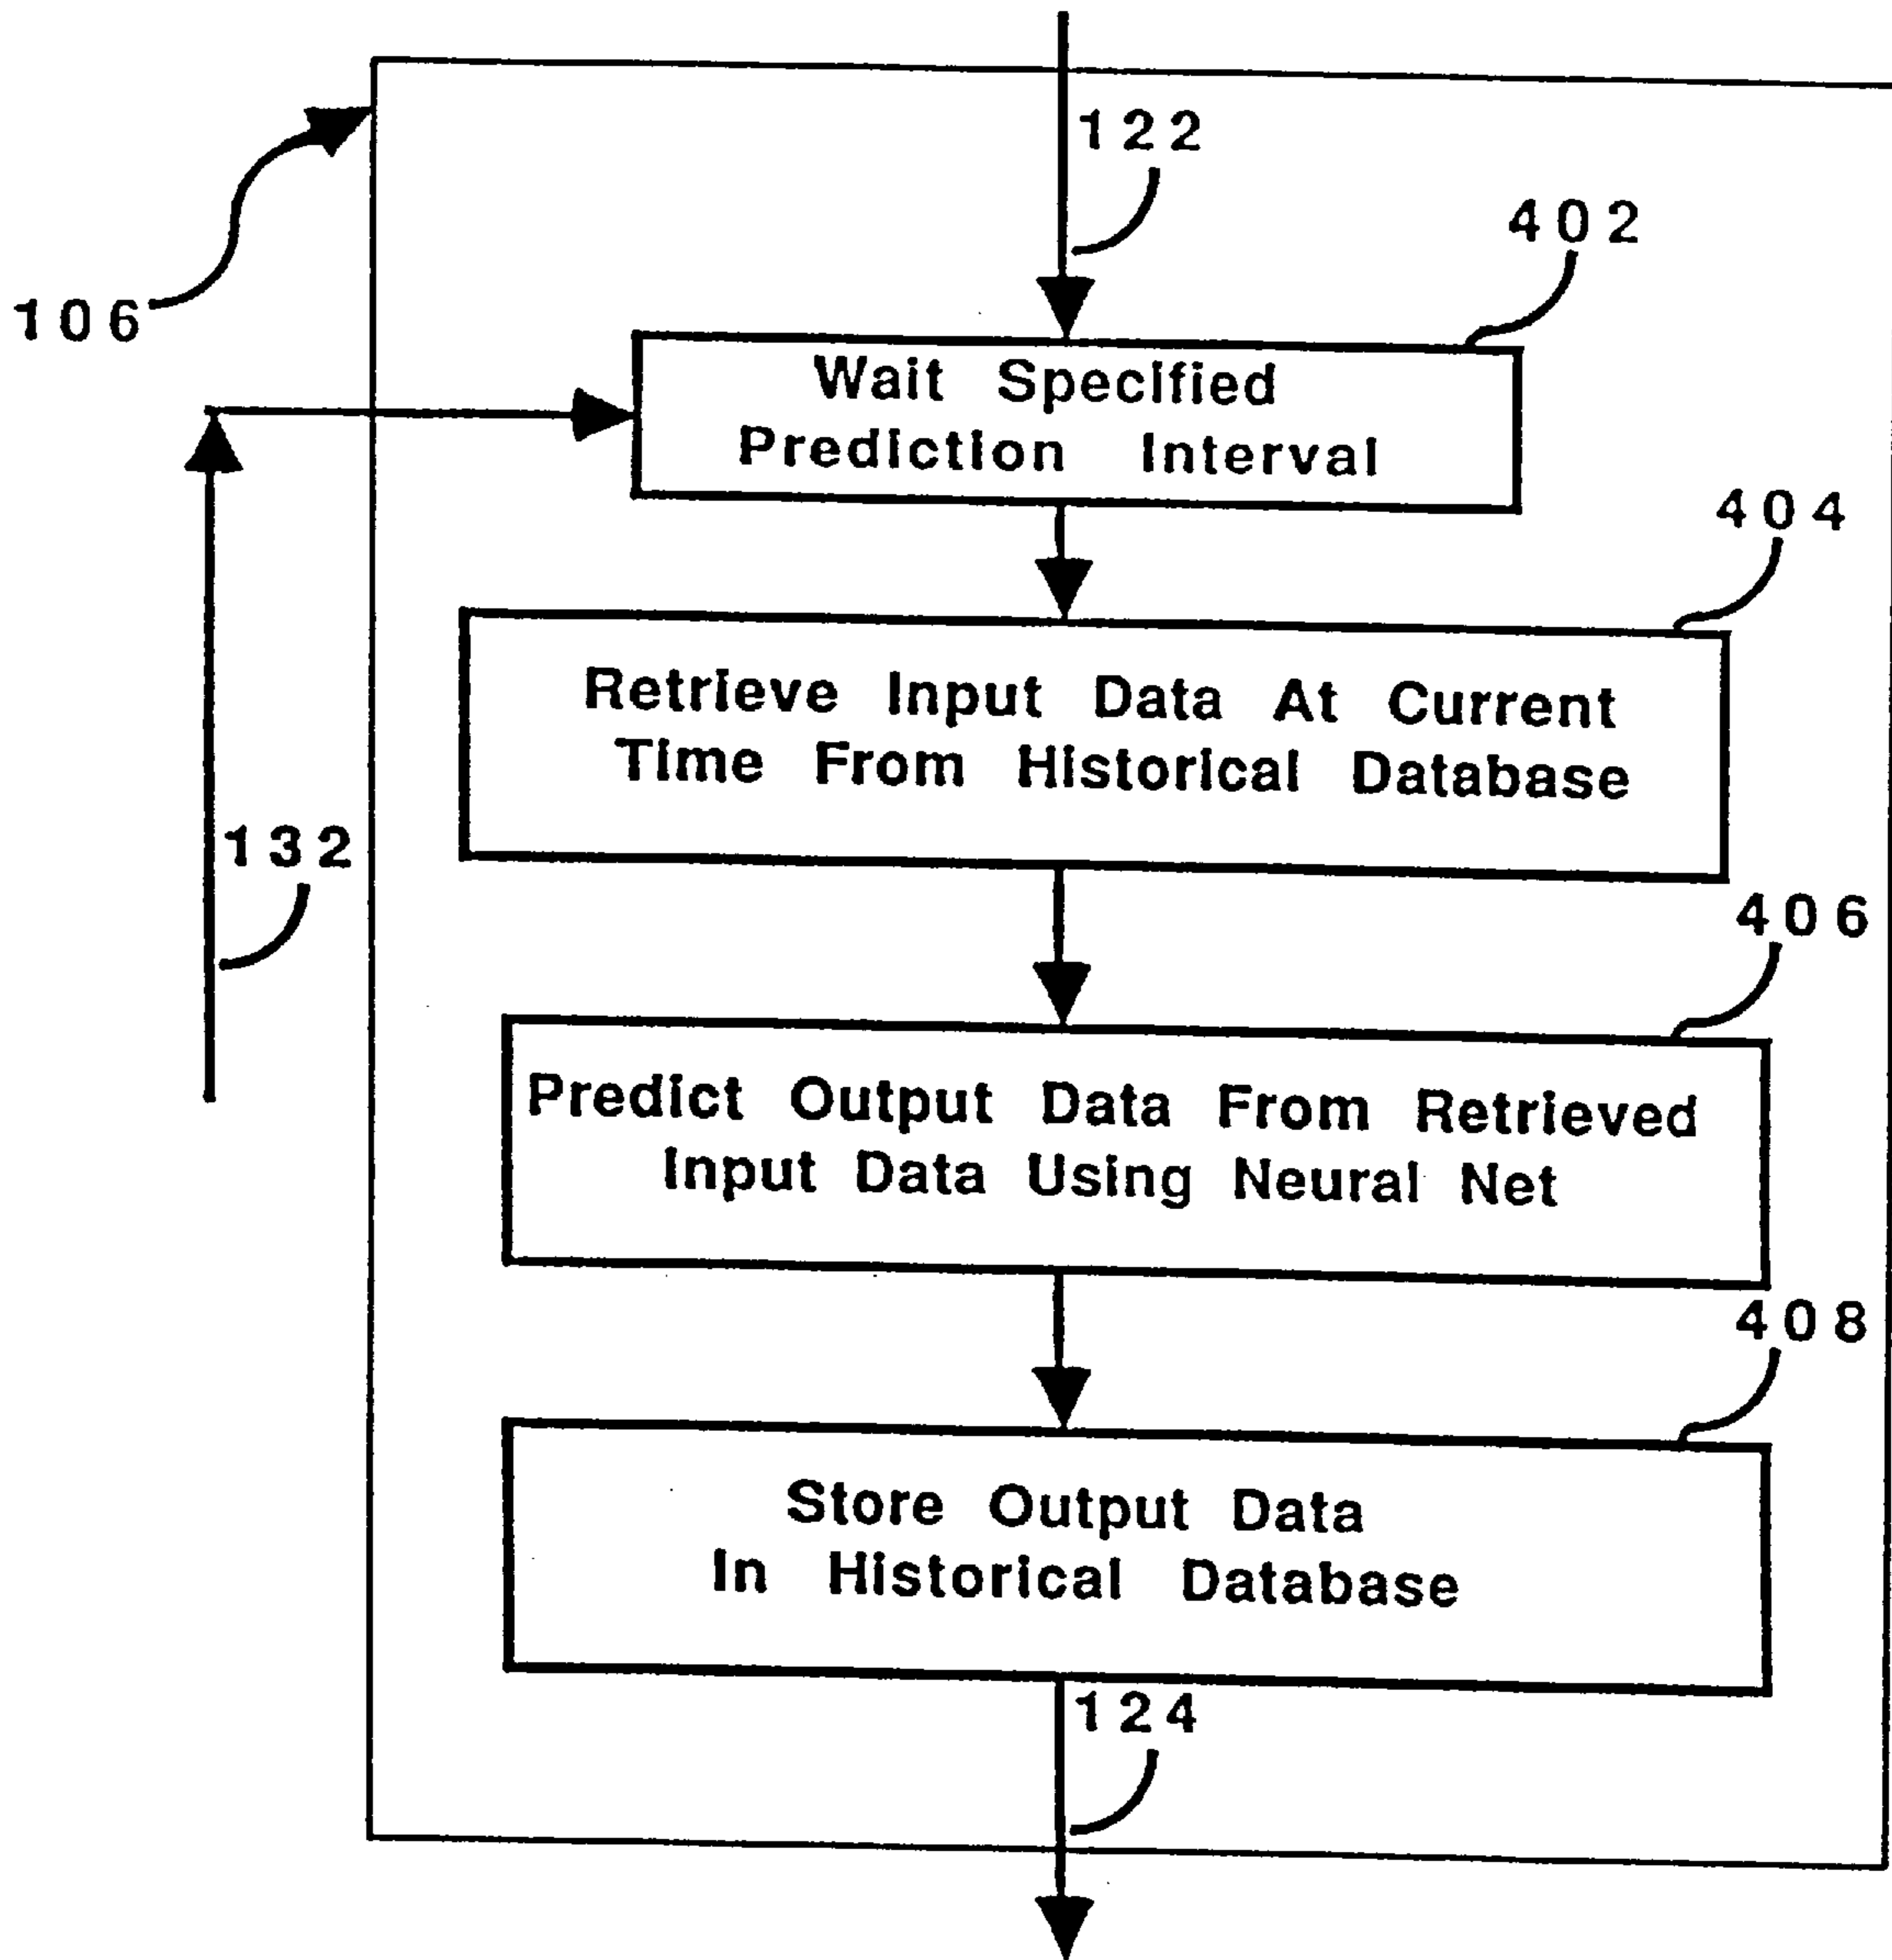 122
402
106
Wait Specified
Prediction Interval
404
Retrieve Input Data At Current
Time From Historical Database
132
406
Predict Output Data From Retrieved
Input Data Using Neural Net
408
Store Output Data
In Historical Database
124